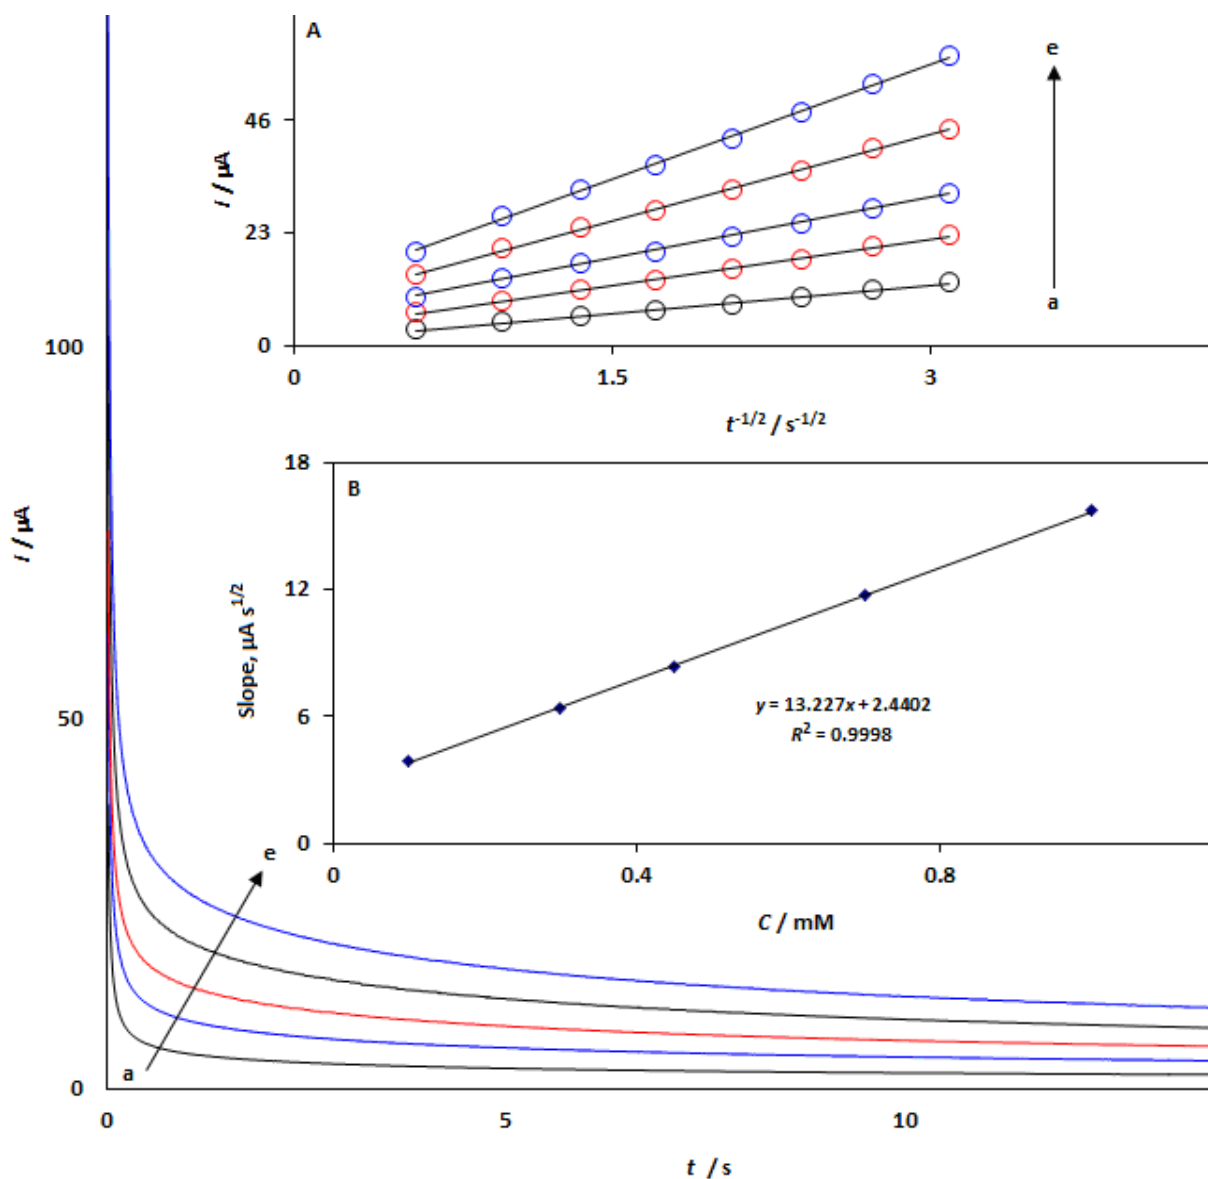 A
e
46
I / µA
23
a
0
0 1.5 3
t-1/2 / s-1/2
100
18
B
I / µA
12
Slope, µA s1/2
50
6
y = 13.227x + 2.4402
R2 = 0.9998
0
e
0 0.4 0.8
C / mM
a
0
0 5 10
t / s